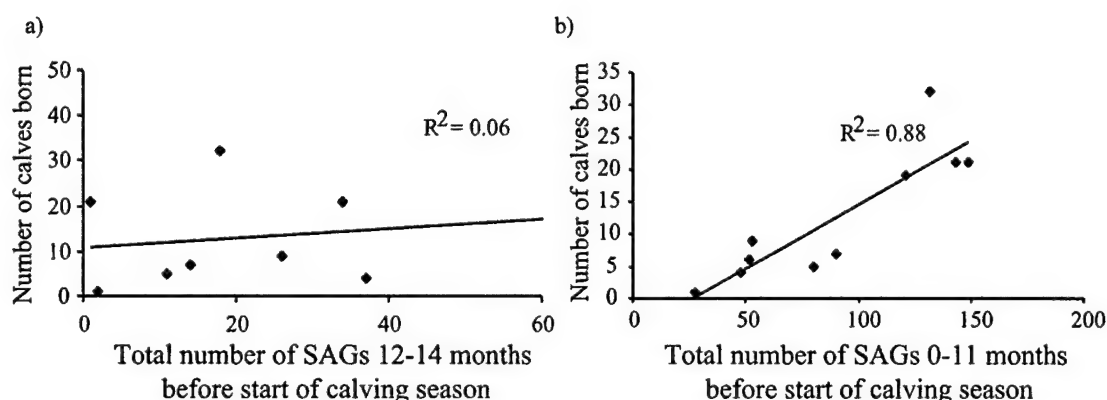 a)
Number of calves born
50
40
30
20
10
0
R² = 0.06
0
20
40
60
Total number of SAGs 12-14 months
before start of calving season
b)
Number of calves born
35
30
25
20
15
10
5
0
R² = 0.88
0
50
100
150
200
Total number of SAGs 0-11 months
before start of calving season